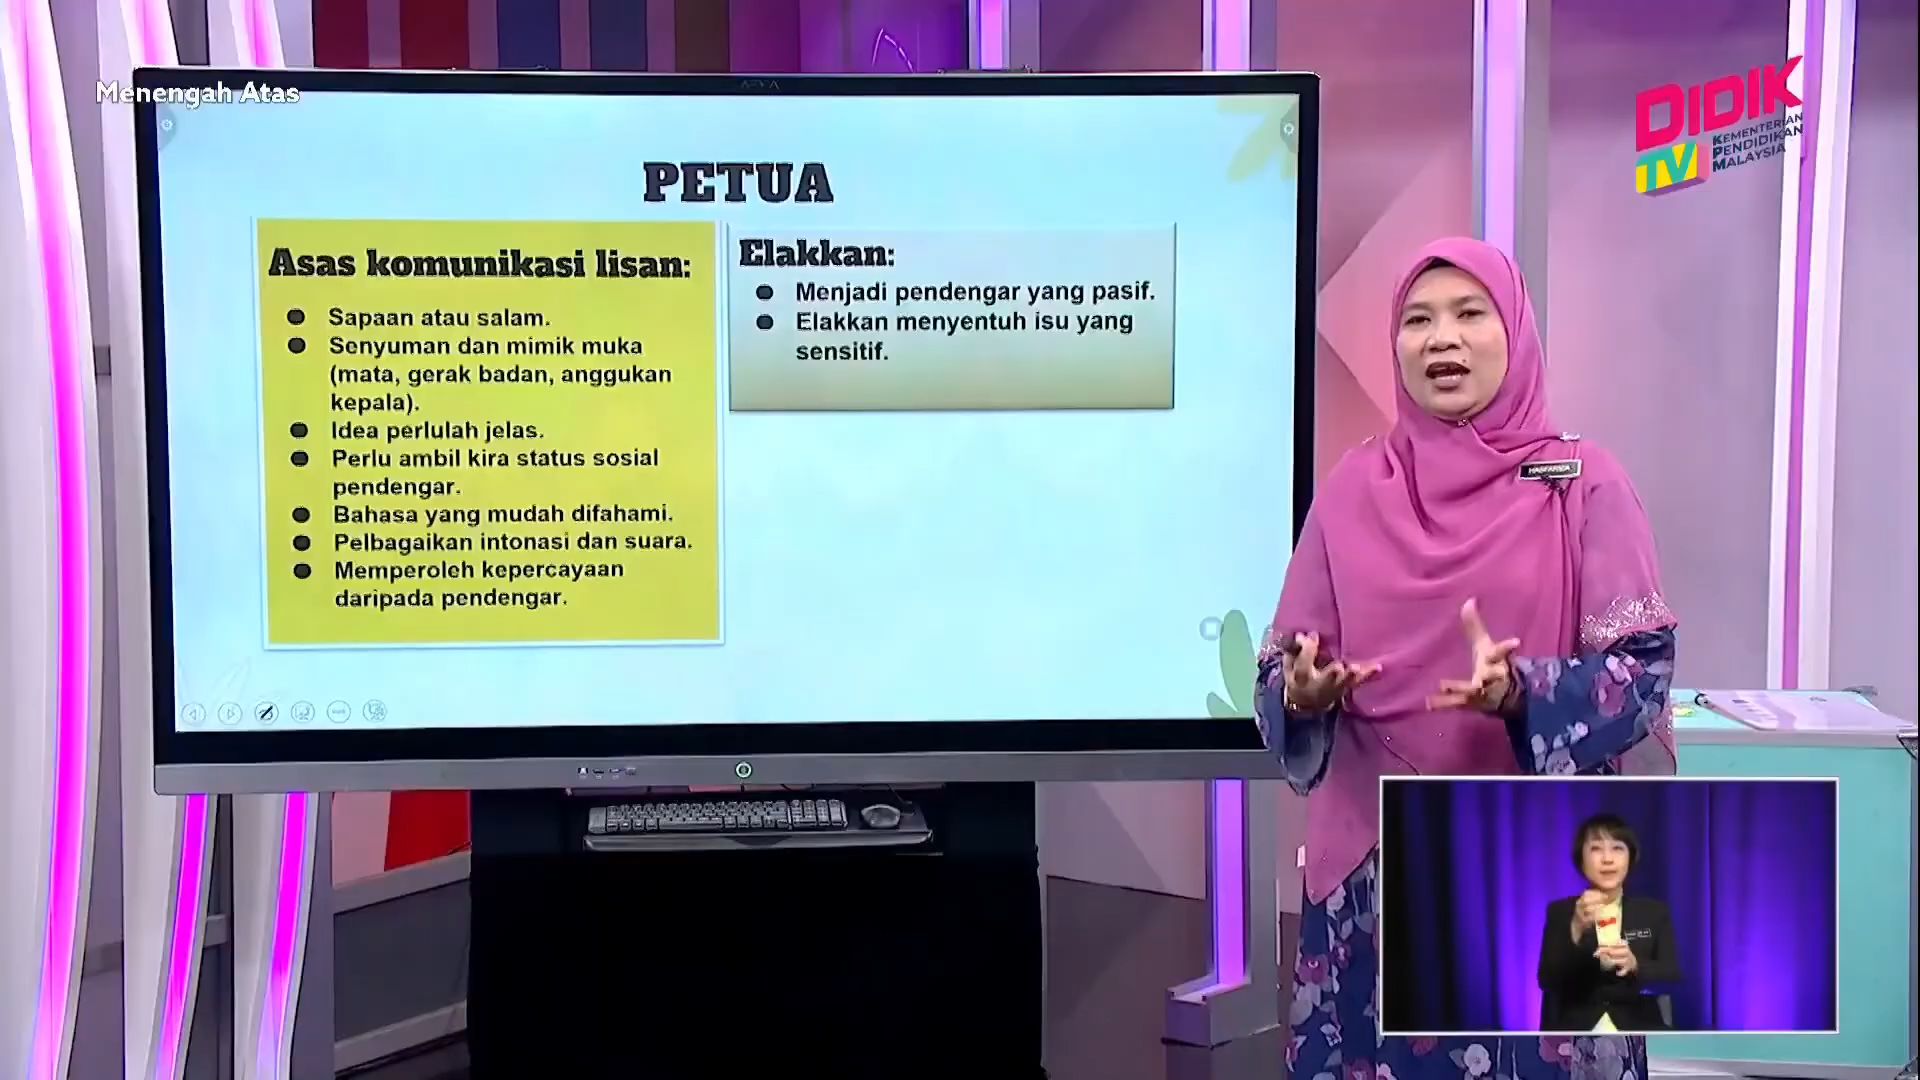 Menengah Atas
DIDIK
TV
KEMENTERIAN
PENDIDIKAN
MALAYSIA
PETUA
Asas komunikasi lisan:
Sapaan atau salam.
Senyuman dan mimik muka
(mata, gerak badan, anggukan
kepala).
Idea perlulah jelas.
Perlu ambil kira status sosial
pendengar.
Bahasa yang mudah difahami.
Pelbagaikan intonasi dan suara.
Memperoleh kepercayaan
daripada pendengar.
Elakkan:
Menjadi pendengar yang pasif.
Elakkan menyentuh isu yang
sensitif.